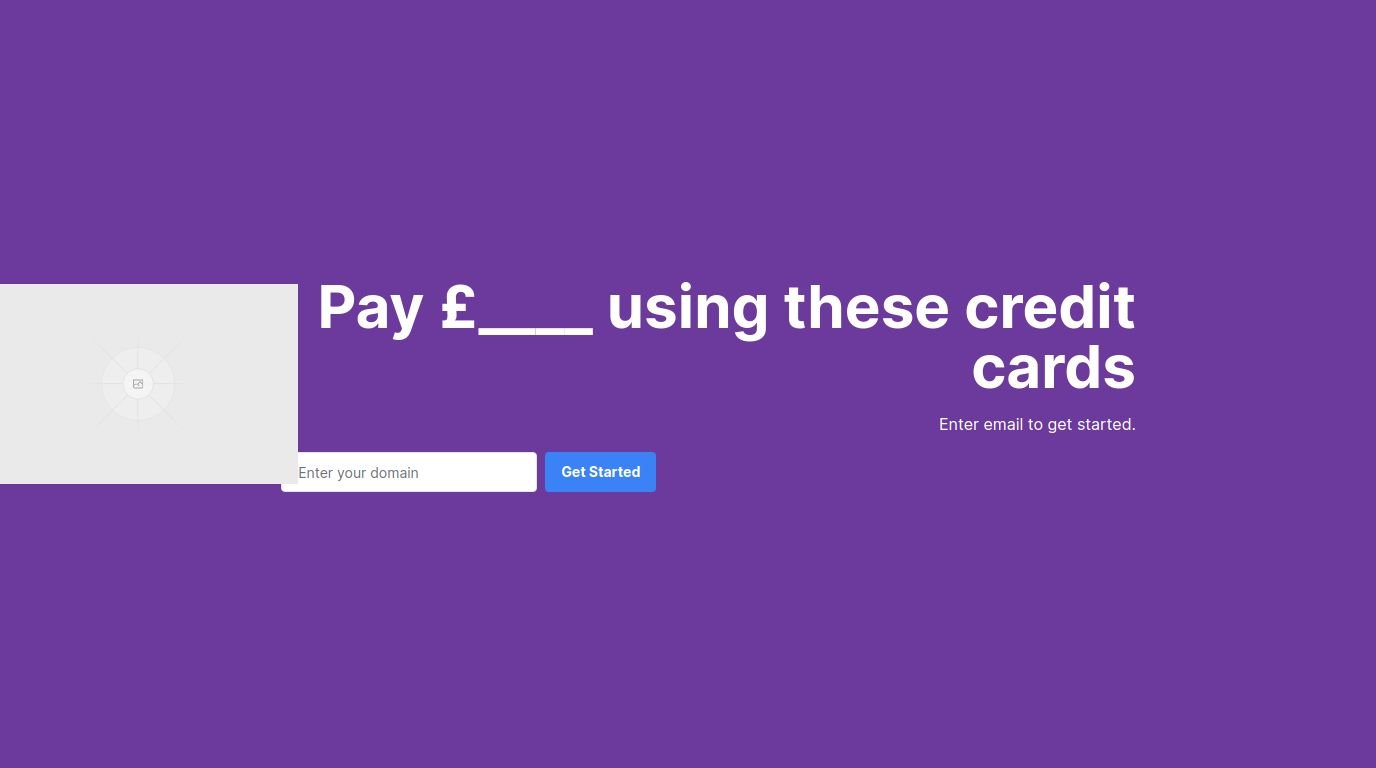 Pay £____ using these credit
cards
Enter email to get started.
Enter your domain
Get Started